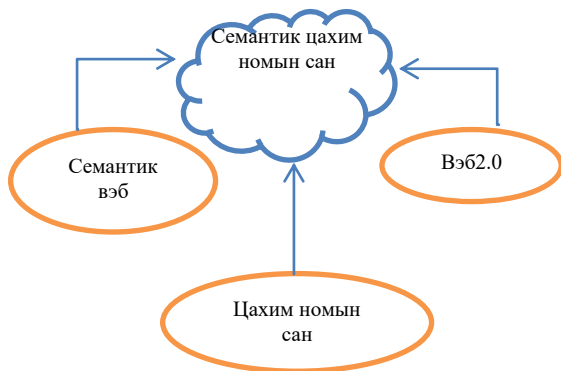 Семантик цахим
номын сан
Семантик
вэб
Вэб2.0
Цахим номын
сан